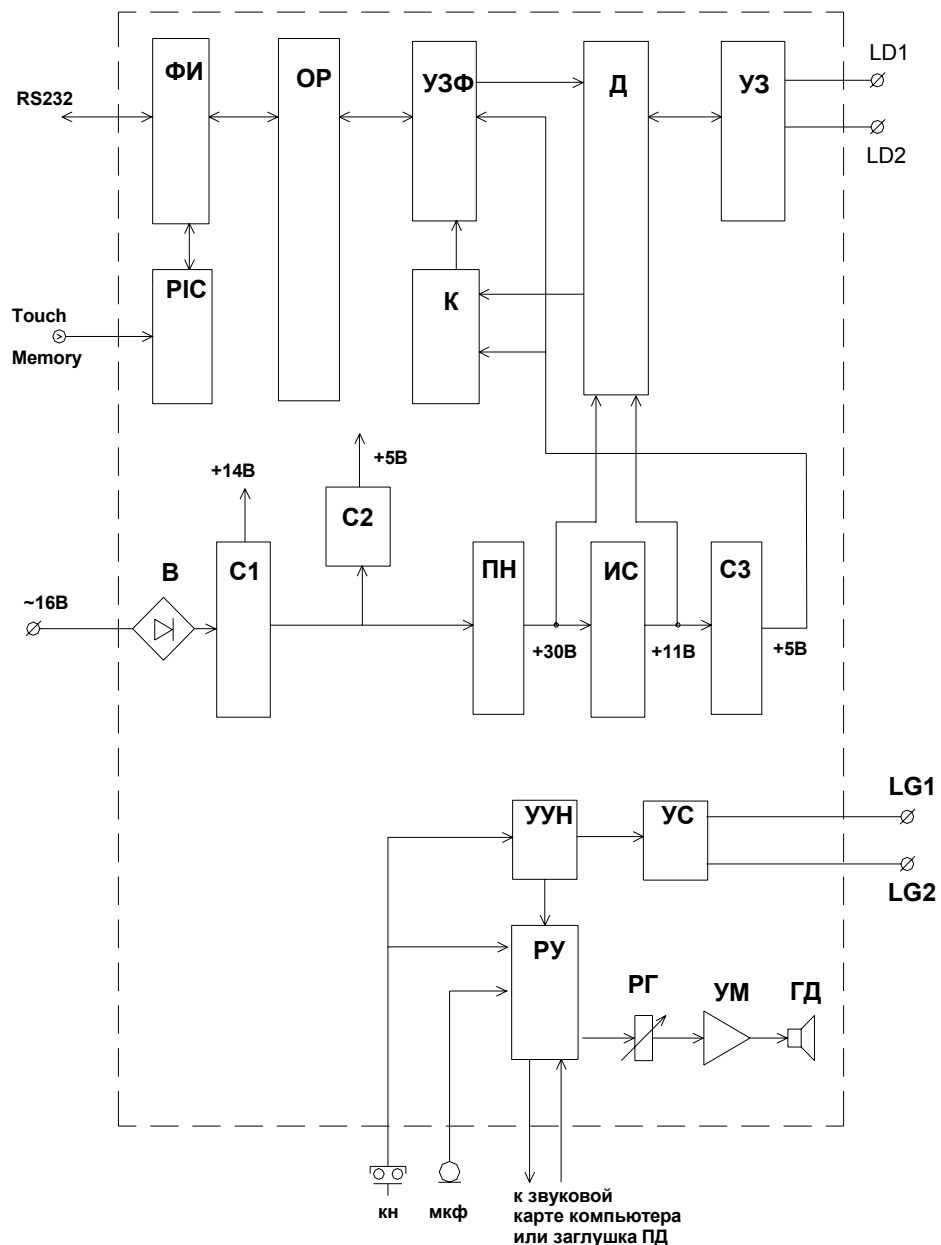 ФИ
ОР
УЗФ
Д
УЗ
LD1
LD2
RS232
PIC
К
Touch
Memory
+14В
+5В
С2
В
С1
ПН
ИС
С3
~16В
+30В
+11В
+5В
УУН
УС
LG1
LG2
РУ
РГ
УМ
ГД
кн
мкф
к звуковой
карте компьютера
или заглушка ПД